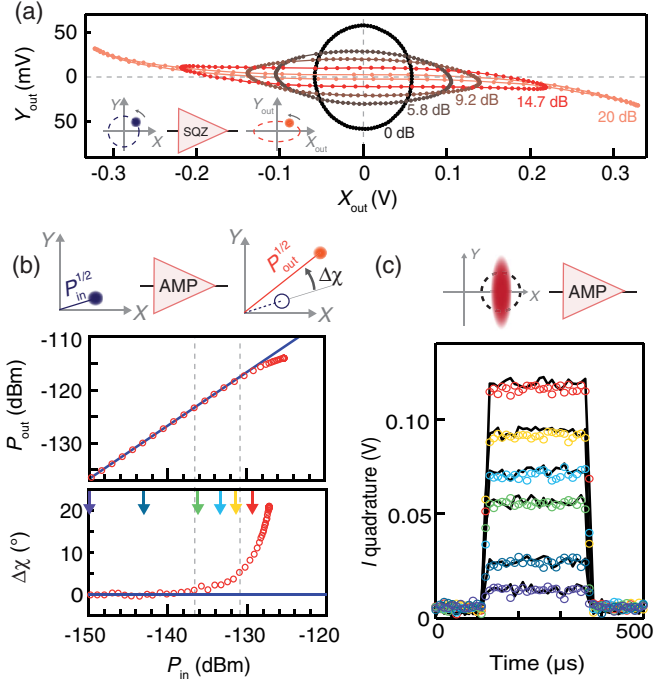 (a)
Y_out (mV)
50
0
50
0 dB
5.8 dB
9.2 dB
14.7 dB
20 dB
Y
X
SQZ
Y_out
X_out
-0.3 -0.2 -0.1 0 0.1 0.2 0.3
X_out (V)
(b)
Y
P_in^1/2
X
AMP
Y
P_out^1/2
Δχ
X
P_out (dBm)
-110
-120
-130
Δχ (°)
20
10
0
-150 -140 -130 -120
P_in (dBm)
(c)
Y
X
AMP
I quadrature (V)
0.10
0.05
0
0 500
Time (µs)